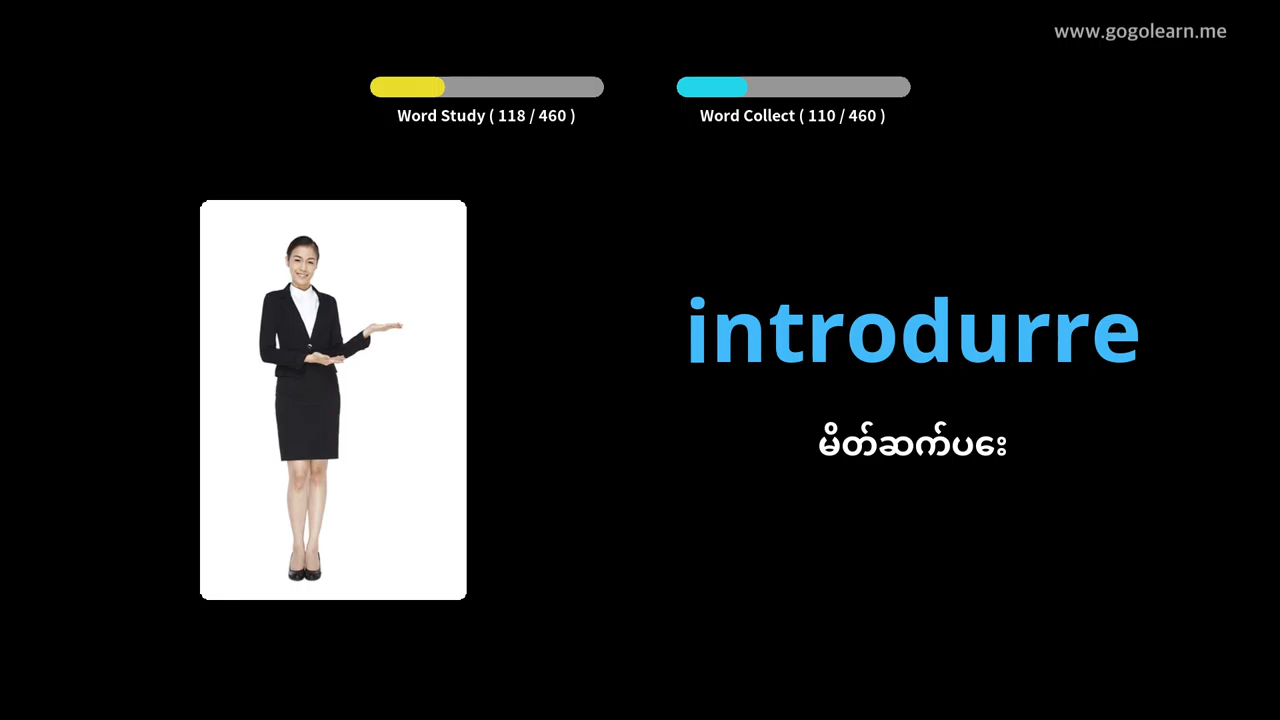 www.gogolearn.me
Word Study ( 118 / 460 )
Word Collect ( 110 / 460 )
introdurre
မိတ်ဆက်ပေး